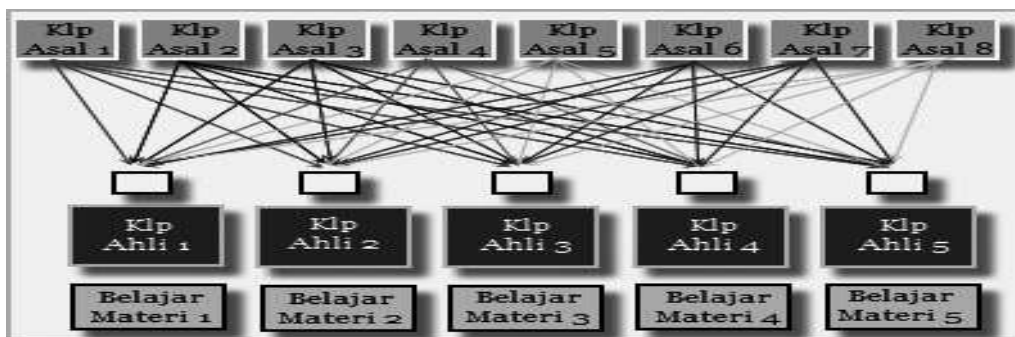 Klp
Asal 1
Klp
Asal 2
Klp
Asal 3
Klp
Asal 4
Klp
Asal 5
Klp
Asal 6
Klp
Asal 7
Klp
Asal 8
Klp
Ahli 1
Klp
Ahli 2
Klp
Ahli 3
Klp
Ahli 4
Klp
Ahli 5
Belajar
Materi 1
Belajar
Materi 2
Belajar
Materi 3
Belajar
Materi 4
Belajar
Materi 5